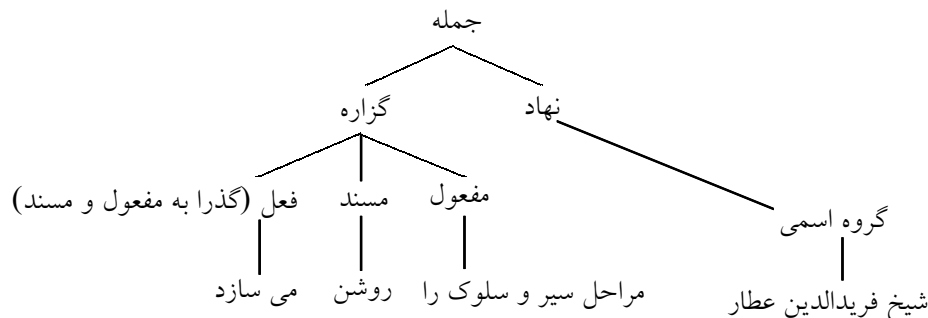 جمله
نهاد گزاره
مفعول مسند فعل (گذرا به مفعول و مسند)
گروه اسمی
مراحل سیر و سلوک را روشن می سازد
شیخ فریدالدین عطار